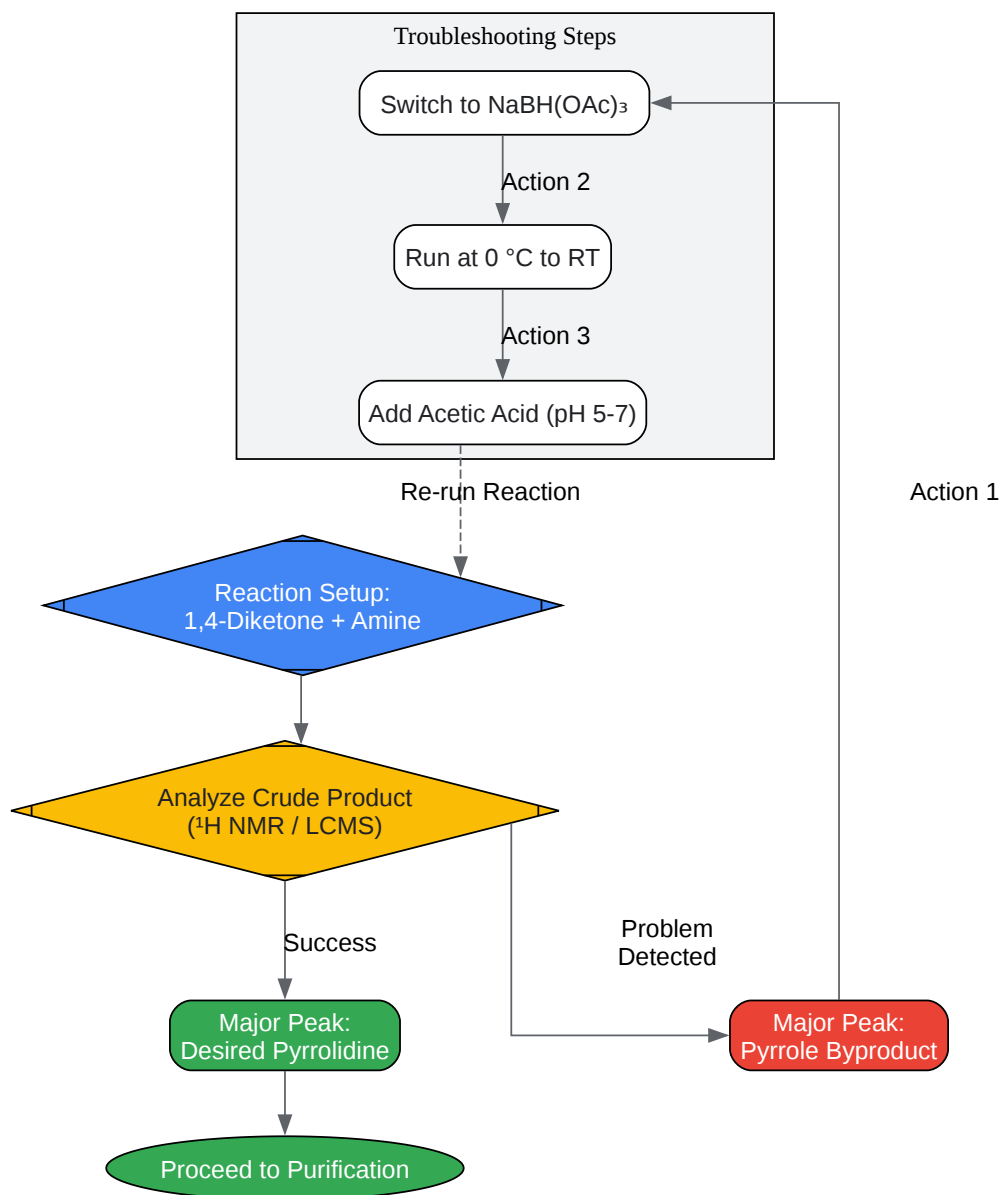 Troubleshooting Steps
Switch to NaBH(OAc)₃
Action 2
Run at 0 °C to RT
Action 3
Add Acetic Acid (pH 5-7)
Re-run Reaction
Action 1
Reaction Setup:
1,4-Diketone + Amine
Analyze Crude Product
(¹H NMR / LCMS)
Success
Problem
Detected
Major Peak:
Desired Pyrrolidine
Major Peak:
Pyrrole Byproduct
Proceed to Purification